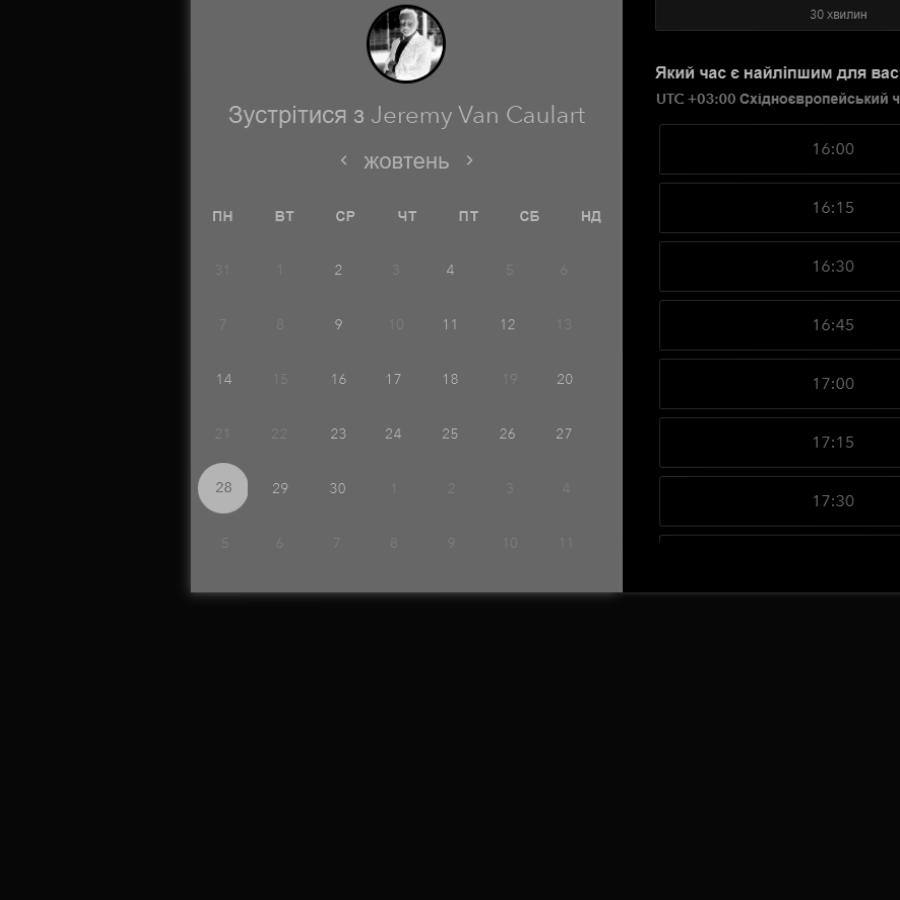 Зустрітися з Jeremy Van Caulart
‹ жовтень ›
ПН ВТ СР ЧТ ПТ СБ НД
31 1 2 3 4 5 6
7 8 9 10 11 12 13
14 15 16 17 18 19 20
21 22 23 24 25 26 27
28 29 30 1 2 3 4
5 6 7 8 9 10 11
30 хвилин
Який час є найліпшим для вас
UTC +03:00 Східноєвропейський ч
16:00
16:15
16:30
16:45
17:00
17:15
17:30